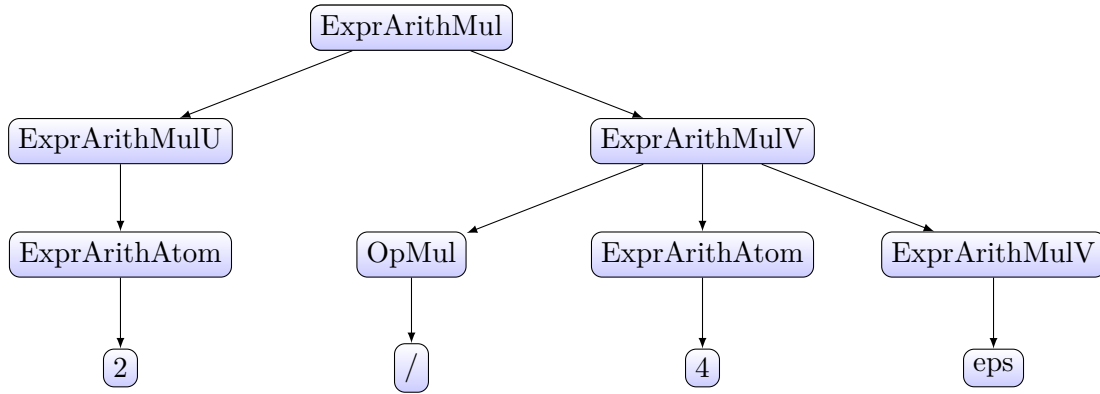 ExprArithMul
ExprArithMulU ExprArithMulV
ExprArithAtom OpMul ExprArithAtom ExprArithMulV
2 / 4 eps